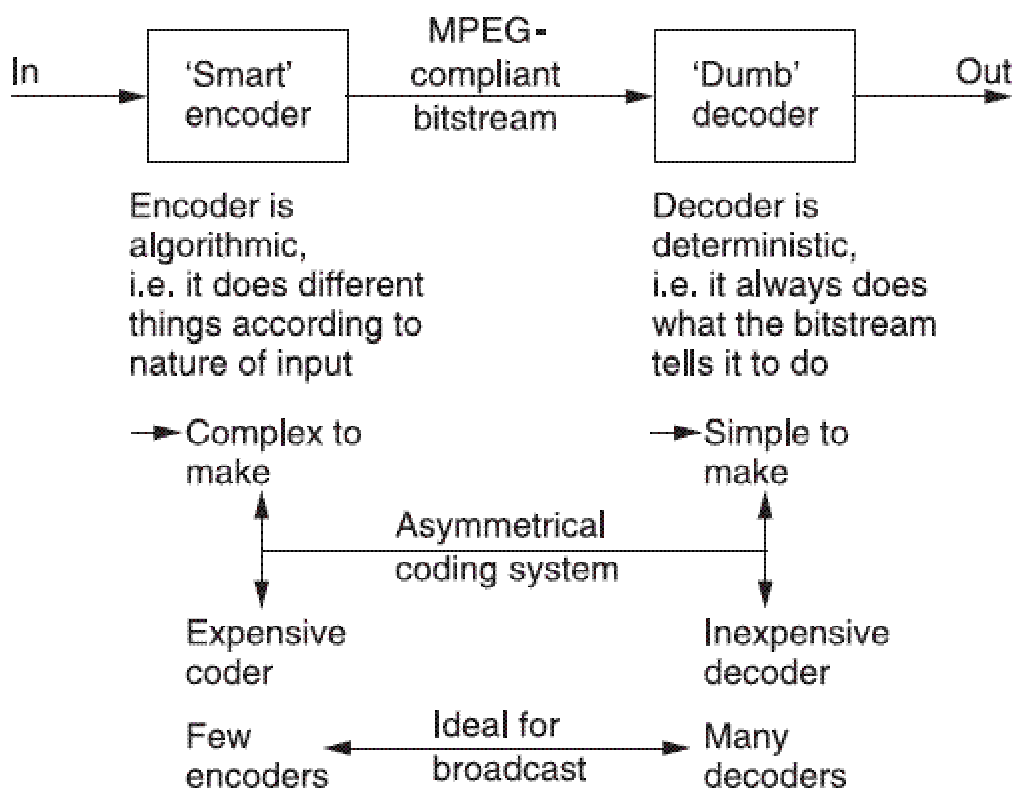 In
'Smart'
encoder
MPEG-
compliant
bitstream
'Dumb'
decoder
Out
Encoder is
algorithmic,
i.e. it does different
things according to
nature of input
Decoder is
deterministic,
i.e. it always does
what the bitstream
tells it to do
Complex to
make
Simple to
make
Asymmetrical
coding system
Expensive
coder
Inexpensive
decoder
Few
encoders
Ideal for
broadcast
Many
decoders